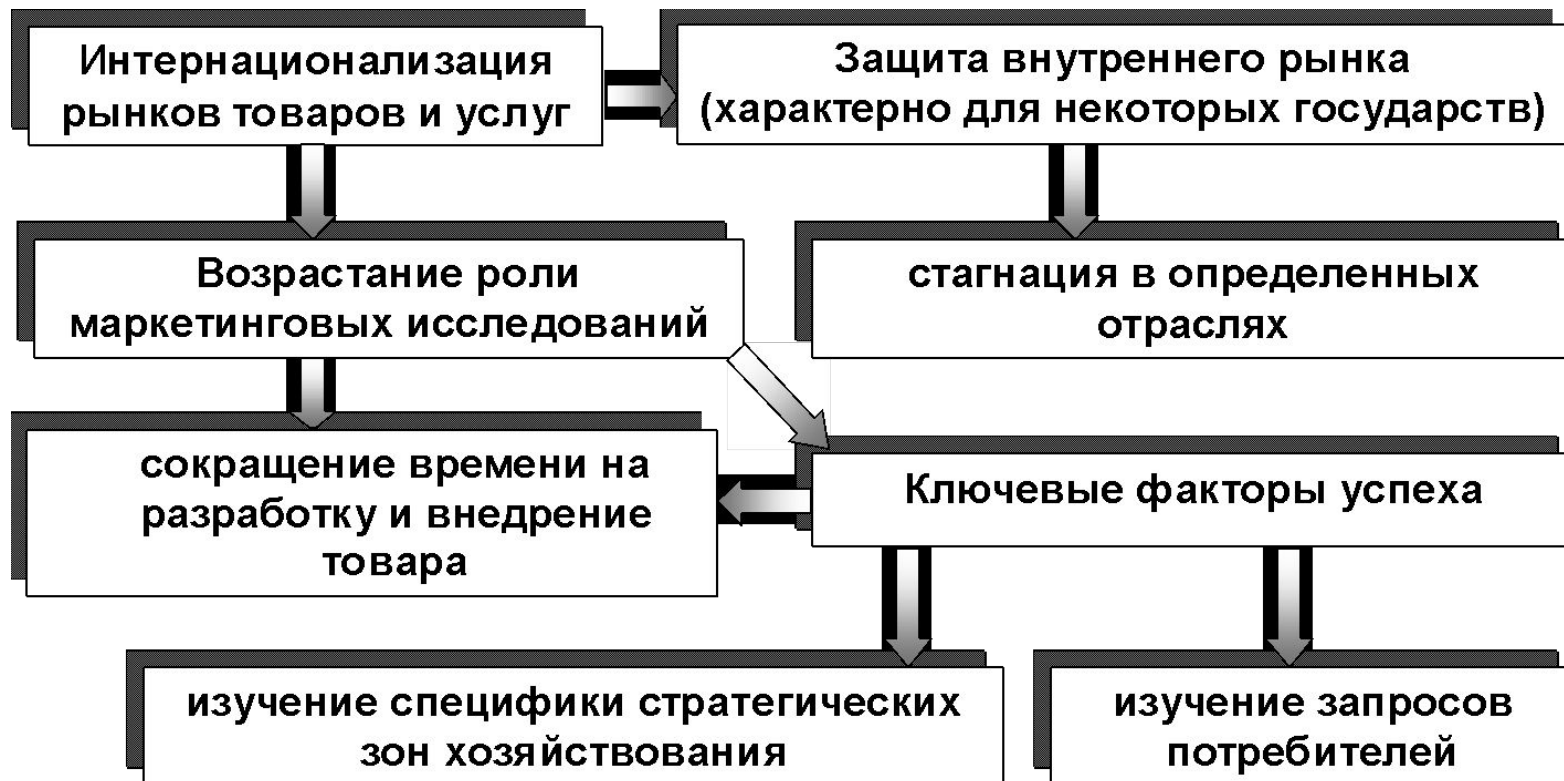 Интернационализация
рынков товаров и услуг
Защита внутреннего рынка
(характерно для некоторых государств)
Возрастание роли
маркетинговых исследований
стагнация в определенных
отраслях
сокращение времени на
разработку и внедрение
товара
Ключевые факторы успеха
изучение специфики стратегических
зон хозяйствования
изучение запросов
потребителей